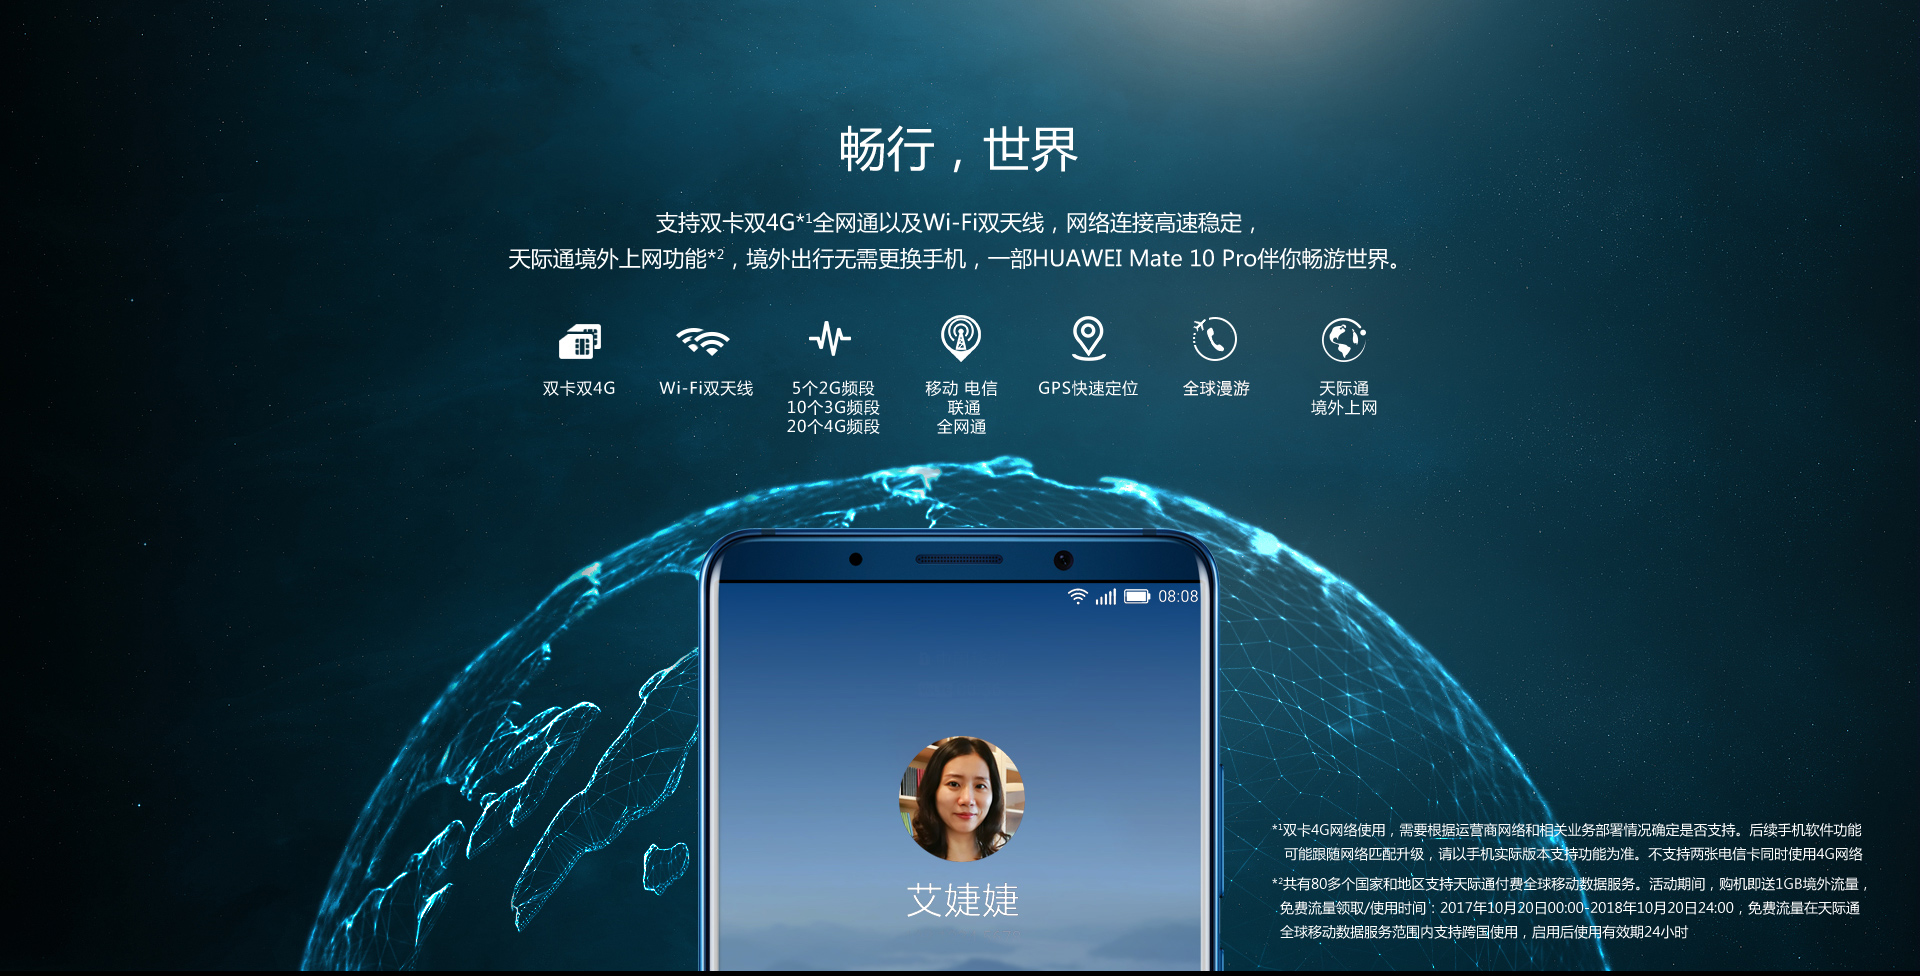 畅行，世界
支持双卡双4G*1全网通以及Wi-Fi双天线，网络连接高速稳定，
天际通境外上网功能*2，境外出行无需更换手机，一部HUAWEI Mate 10 Pro伴你畅游世界。
双卡双4G
Wi-Fi双天线
5个2G频段
10个3G频段
20个4G频段
移动 电信
联通
全网通
GPS快速定位
全球漫游
天际通
境外上网
08:08
艾婕婕
*1双卡4G网络使用，需要根据运营商网络和相关业务部署情况确定是否支持。后续手机软件功能
可能跟随网络匹配升级，请以手机实际版本支持功能为准。不支持两张电信卡同时使用4G网络
*2共有80多个国家和地区支持天际通付费全球移动数据服务。活动期间，购机即送1GB境外流量，
免费流量领取/使用时间：2017年10月20日00:00-2018年10月20日24:00，免费流量在天际通
全球移动数据服务范围内支持跨国使用，启用后使用有效期24小时